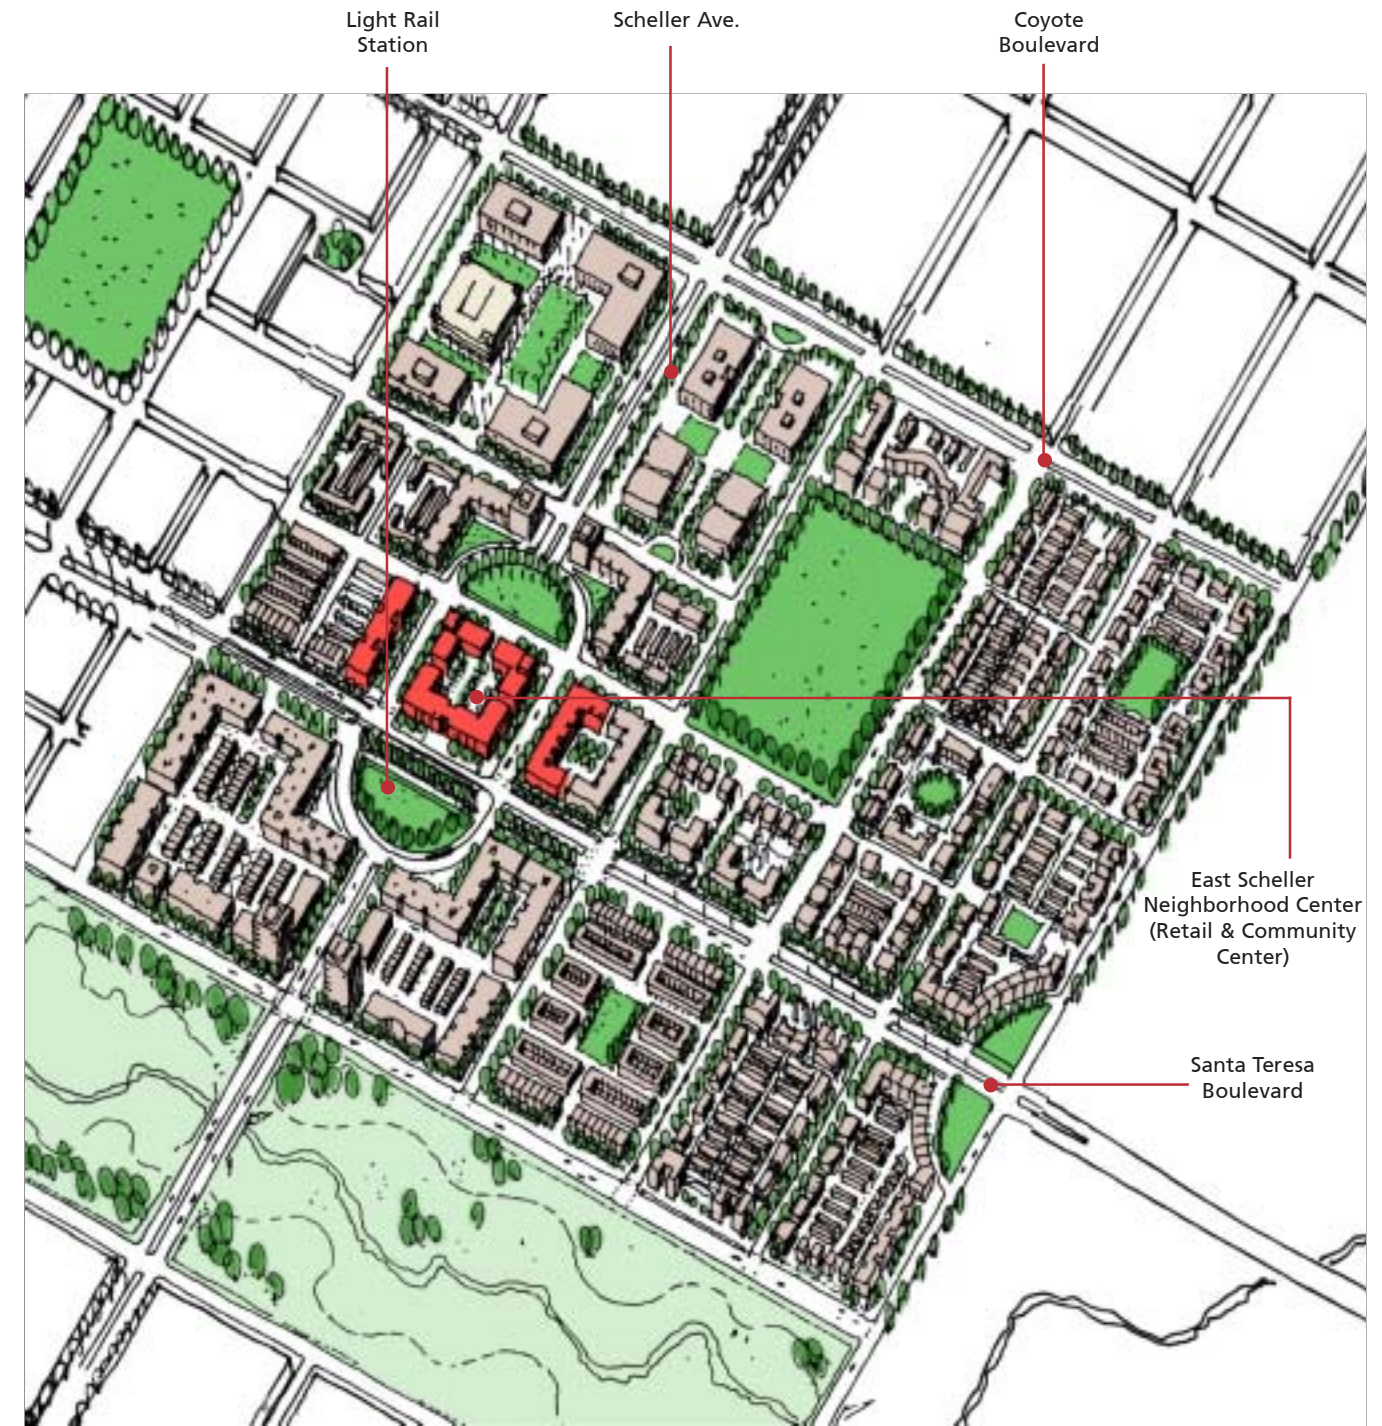 Light Rail
Station
Scheller Ave.
Coyote
Boulevard
East Scheller
Neighborhood Center
(Retail & Community
Center)
Santa Teresa
Boulevard